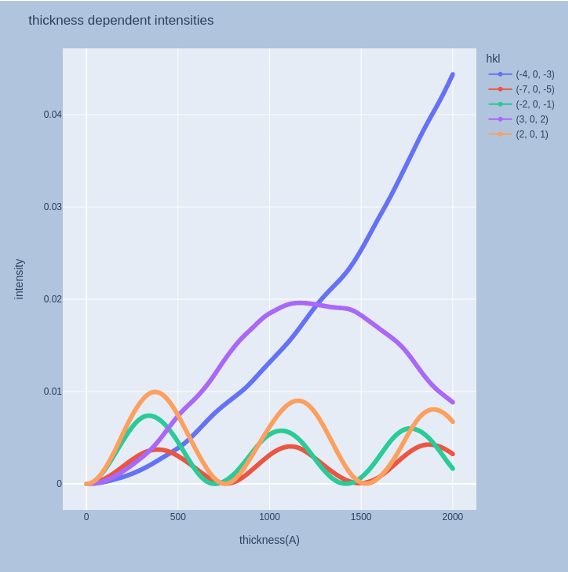 thickness dependent intensities
hkl
(-4, 0, -3)
(-7, 0, -5)
(-2, 0, -1)
(3, 0, 2)
(2, 0, 1)
0.04
0.03
0.02
0.01
0
intensity
0 500 1000 1500 2000
thickness(A)